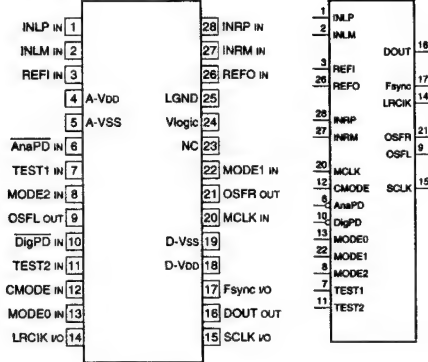 INLP IN 1
INLM IN 2
REFI IN 3
4 A-VDD
5 A-VSS
AnaPD IN 6
TEST1 IN 7
MODE2 IN 8
OSFL OUT 9
DigPD IN 10
TEST2 IN 11
CMODE IN 12
MODE0 IN 13
LRCIK I/O 14
28 INRP IN
27 INRM IN
26 REFO IN
LGND 25
Vlogic 24
NC 23
22 MODE1 IN
21 OSFR OUT
20 MCLK IN
D-Vss 19
D-VDD 18
17 Fsync I/O
16 DOUT OUT
15 SCLK I/O
1 INLP
2 INLM
3 REFI
26 REFO
28 INRP
27 INRM
20 MCLK
12 CMODE
6 AnaPD
10 DigPD
13 MODE0
22 MODE1
8 MODE2
7 TEST1
11 TEST2
DOUT 16
Fsync 17
LRCIK 14
OSFR 21
OSFL 9
SCLK 15